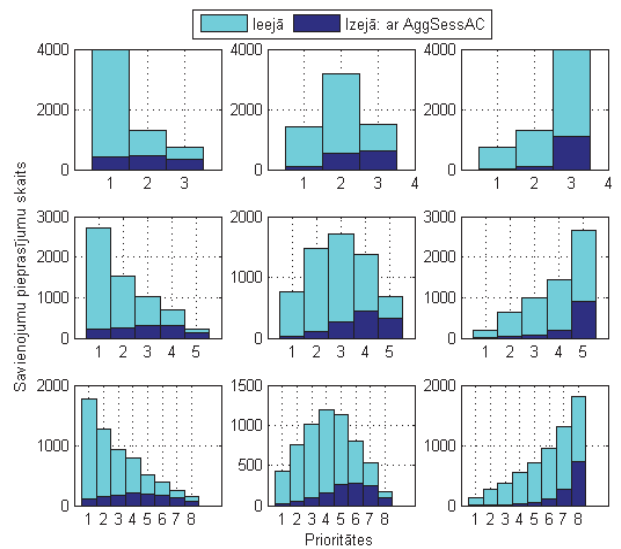 Ieejā Izejā: ar AggSessAC
Savienojumu pieprasījumu skaits
4000 4000 4000
2000 2000 2000
0 0 0
1 2 3 1 2 3 4 1 2 3 4
3000 2000 3000
2000 1000 2000
1000 1000
0 0 0
1 2 3 4 5 1 2 3 4 5 1 2 3 4 5
2000 1500 2000
1000 1000 1000
500
0 0 0
1 2 3 4 5 6 7 8 1 2 3 4 5 6 7 8 1 2 3 4 5 6 7 8
Prioritātes